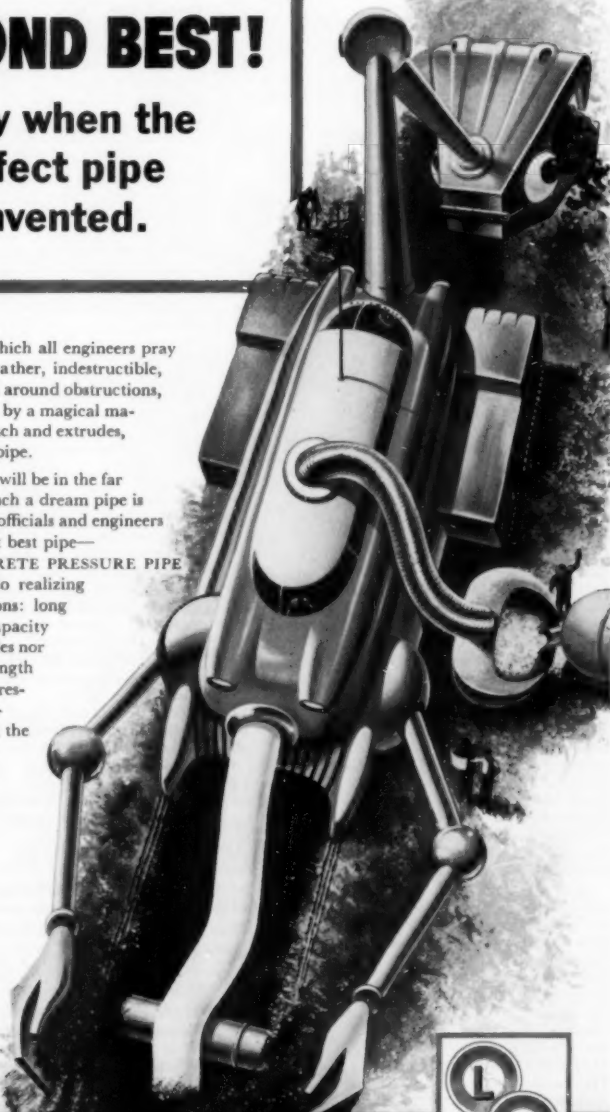 OND BEST!
y when the
fect pipe
nvented.
hich all engineers pray
ather, indestructible,
around obstructions,
by a magical ma-
ch and extrudes,
pipe.
will be in the far
ch a dream pipe is
officials and engineers
best pipe—
RETE PRESSURE PIPE
o realizing
ons: long
pacity
es nor
ngth
res-
the
L